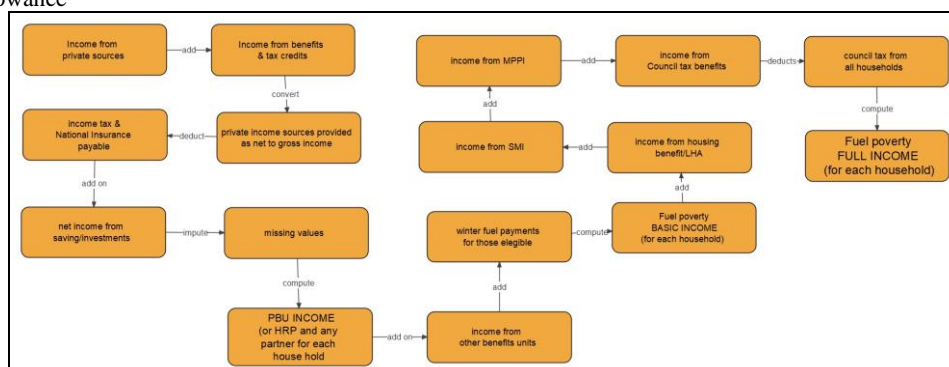 owance
Income from
private sources
add
Income from benefits
& tax credits
convert
private income sources provided
as net to gross income
deduct
income tax &
National Insurance
payable
add on
net income from
saving/investments
impute
missing values
compute
PBU INCOME
(or HRP and any
partner for each
house hold
add on
income from
other benefits units
add
winter fuel payments
for those elegible
compute
Fuel poverty
BASIC INCOME
(for each household)
add
income from housing
benefit/LHA
add
income from SMI
add
income from MPPI
add
income from
Council tax benefits
deducts
council tax from
all households
compute
Fuel poverty
FULL INCOME
(for each household)